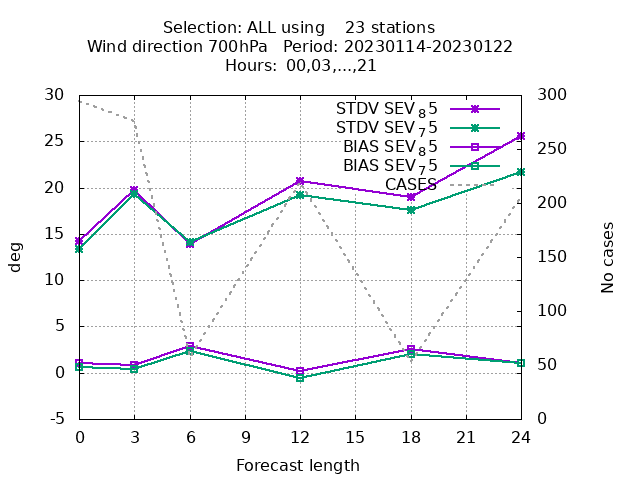 Selection: ALL using 23 stations
Wind direction 700hPa Period: 20230114-20230122
Hours: 00,03,...,21
STDV SEV₈5
STDV SEV₇5
BIAS SEV₈5
BIAS SEV₇5
CASES
30
25
20
15
10
5
0
-5
300
250
200
150
100
50
0
deg
No cases
0 3 6 9 12 15 18 21 24
Forecast length